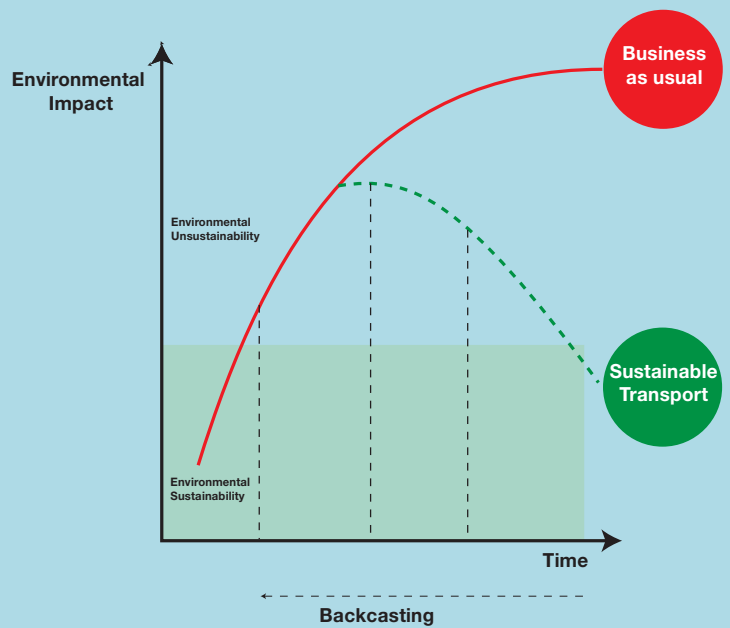 Business
as usual
Environmental
Impact
Environmental
Unsustainability
Sustainable
Transport
Environmental
Sustainability
Time
Backcasting